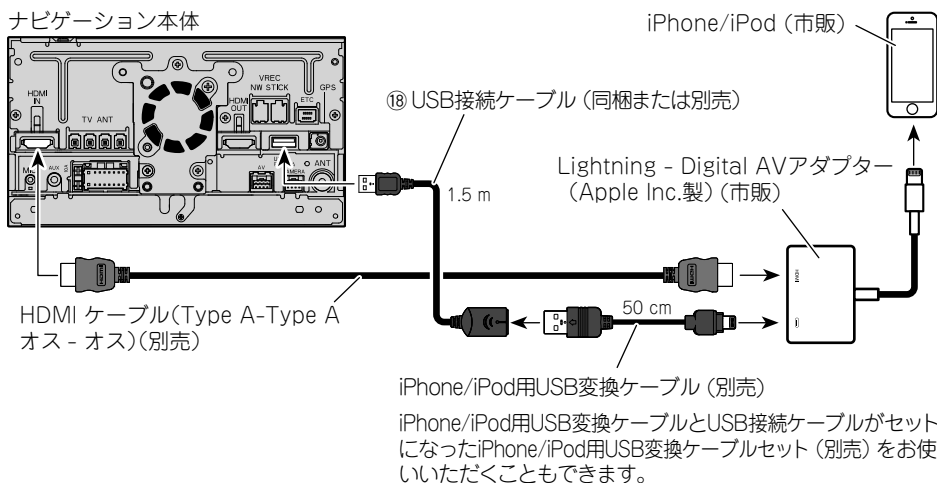 ナビゲーション本体
iPhone/iPod（市販）
HDMI
IN
TV ANT
VREC
NW STICK
HDMI
OUT
ETC
GPS
⑱ USB接続ケーブル（同梱または別売）
AUX
AV
ANT
1.5 m
Lightning - Digital AVアダプター
（Apple Inc.製）（市販）
HDMI
HDMI
HDMI
HDMI ケーブル（Type A-Type A
オス - オス）（別売）
50 cm
iPhone/iPod用USB変換ケーブル（別売）
iPhone/iPod用USB変換ケーブルとUSB接続ケーブルがセット
になったiPhone/iPod用USB変換ケーブルセット（別売）をお使
いいただくこともできます。